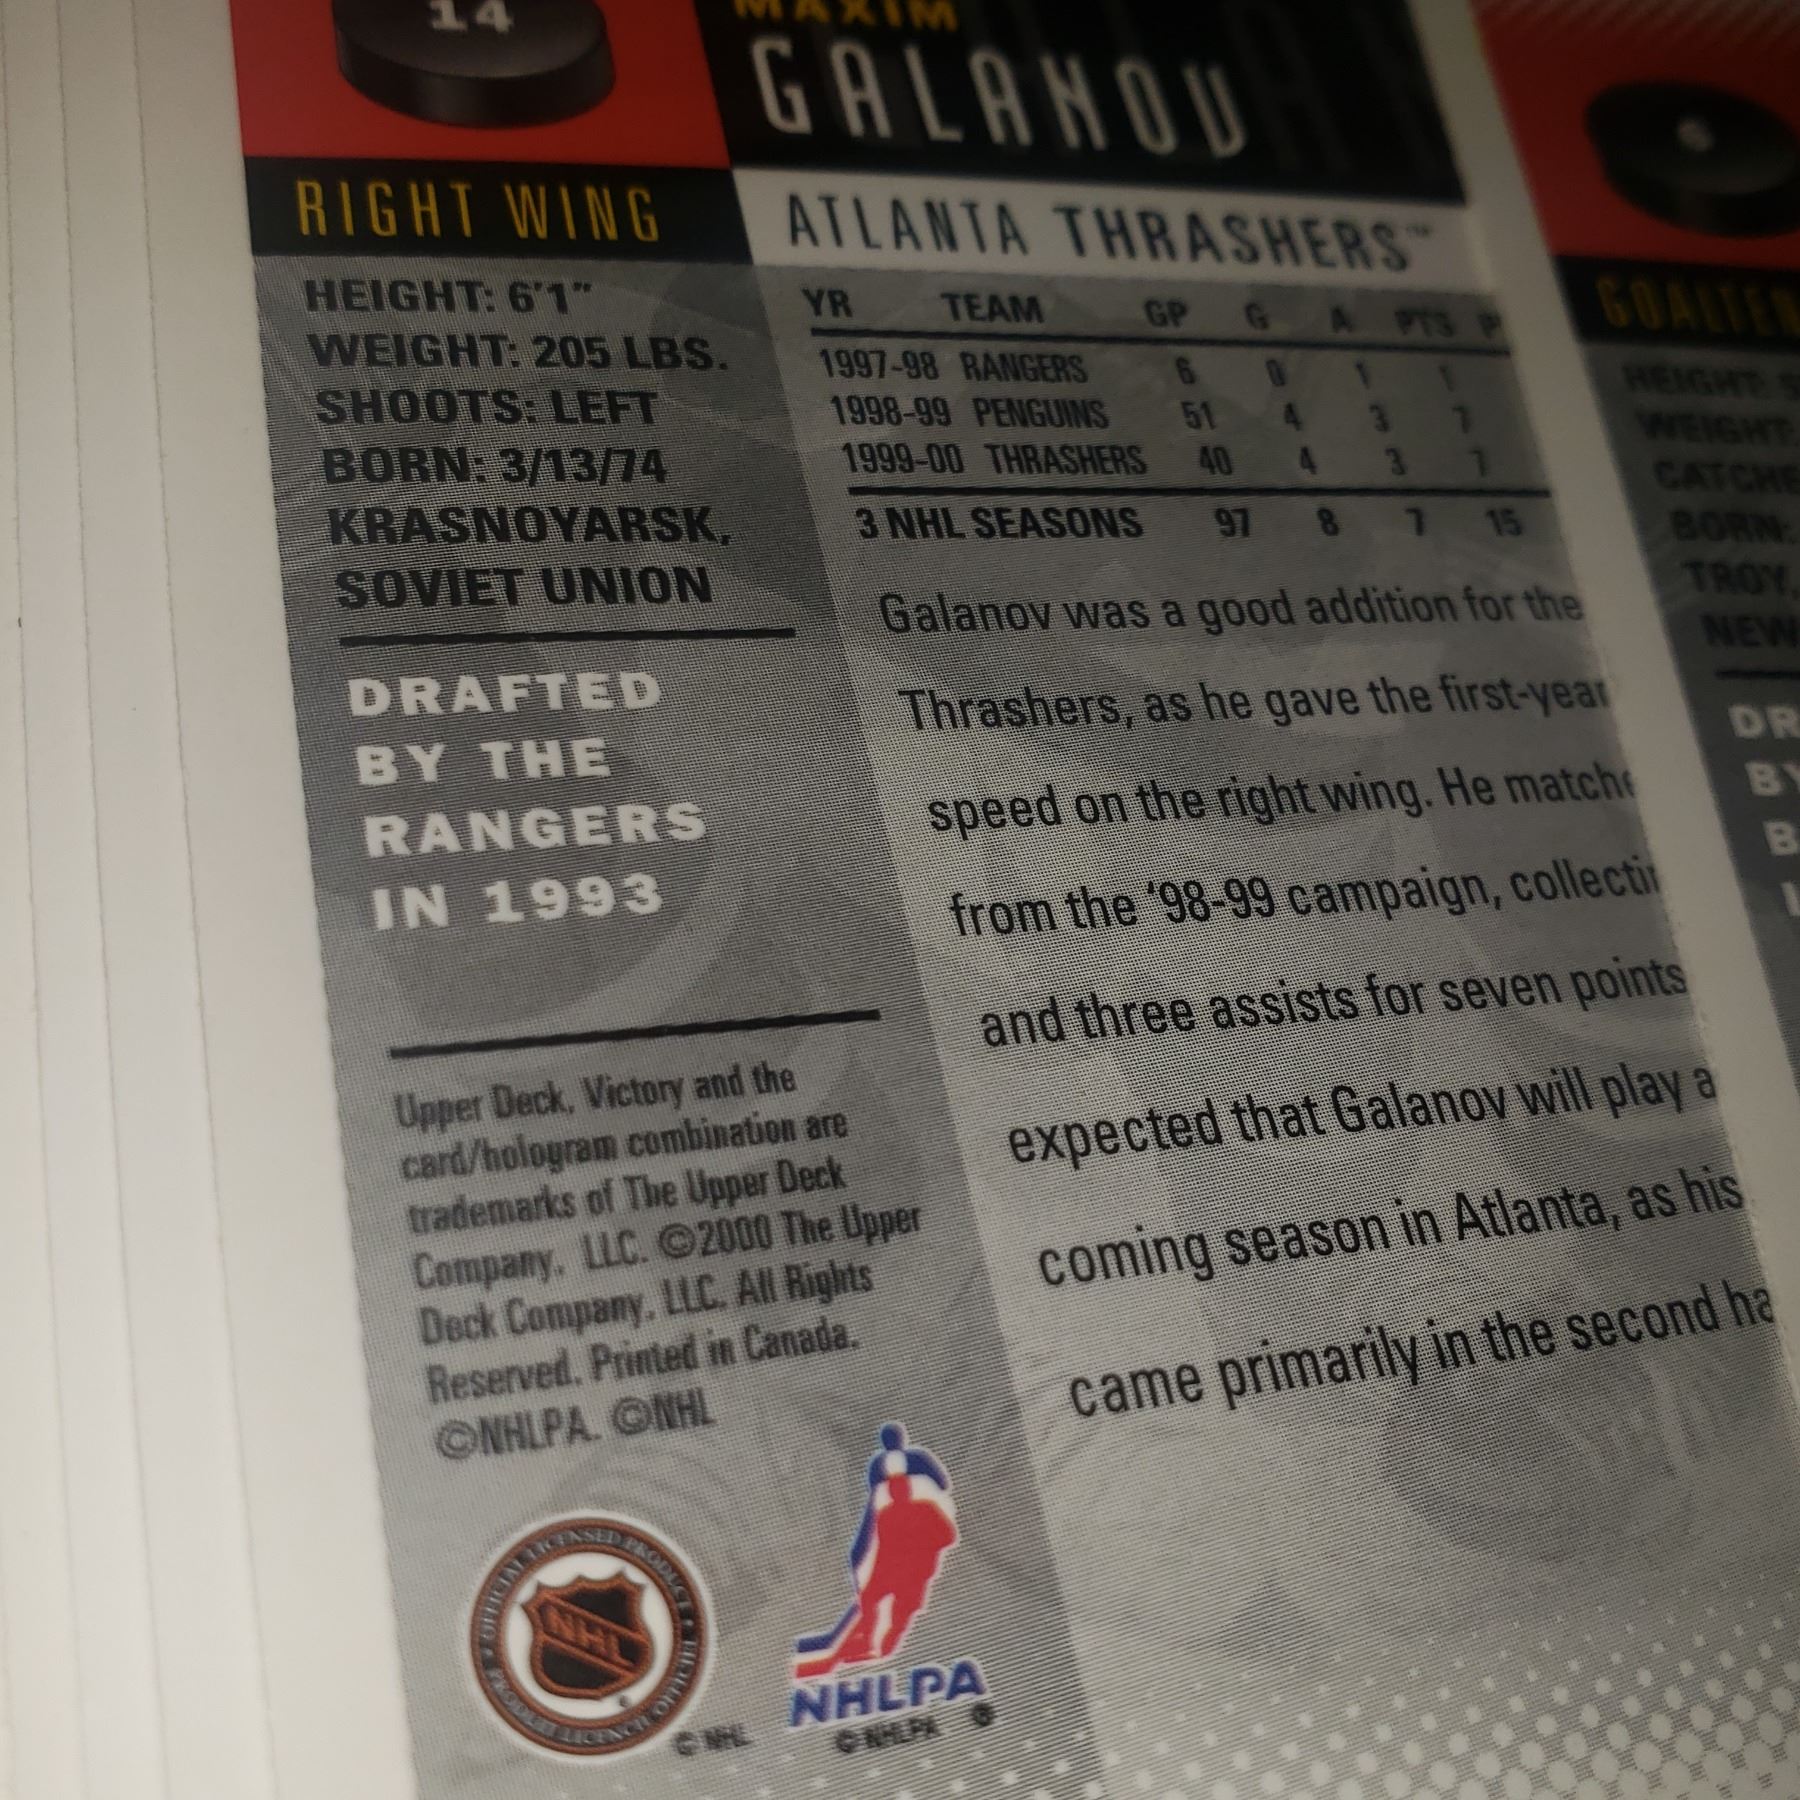 14
MAXIM
GALANOV
RIGHT WING
ATLANTA THRASHERS™
HEIGHT: 6'1"
WEIGHT: 205 LBS.
SHOOTS: LEFT
BORN: 3/13/74
KRASNOYARSK,
SOVIET UNION
DRAFTED
BY THE
RANGERS
IN 1993
Upper Deck, Victory and the
card/hologram combination are
trademarks of The Upper Deck
Company, LLC. ©2000 The Upper
Deck Company, LLC. All Rights
Reserved. Printed in Canada.
©NHLPA. ©NHL
NHL
© NHL
NHLPA
© NHLPA
YR TEAM GP G A PTS P
1997-98 RANGERS 6 0 1 1
1998-99 PENGUINS 51 4 3 7
1999-00 THRASHERS 40 4 3 7
3 NHL SEASONS 97 8 7 15
Galanov was a good addition for the
Thrashers, as he gave the first-year
speed on the right wing. He matche
from the '98-99 campaign, collectin
and three assists for seven points
expected that Galanov will play a
coming season in Atlanta, as his
came primarily in the second ha
6
GOALTEN
HEIGHT: 5
WEIGHT:
CATCHE
BORN:
TROY,
NEW
DR
BY
B
I